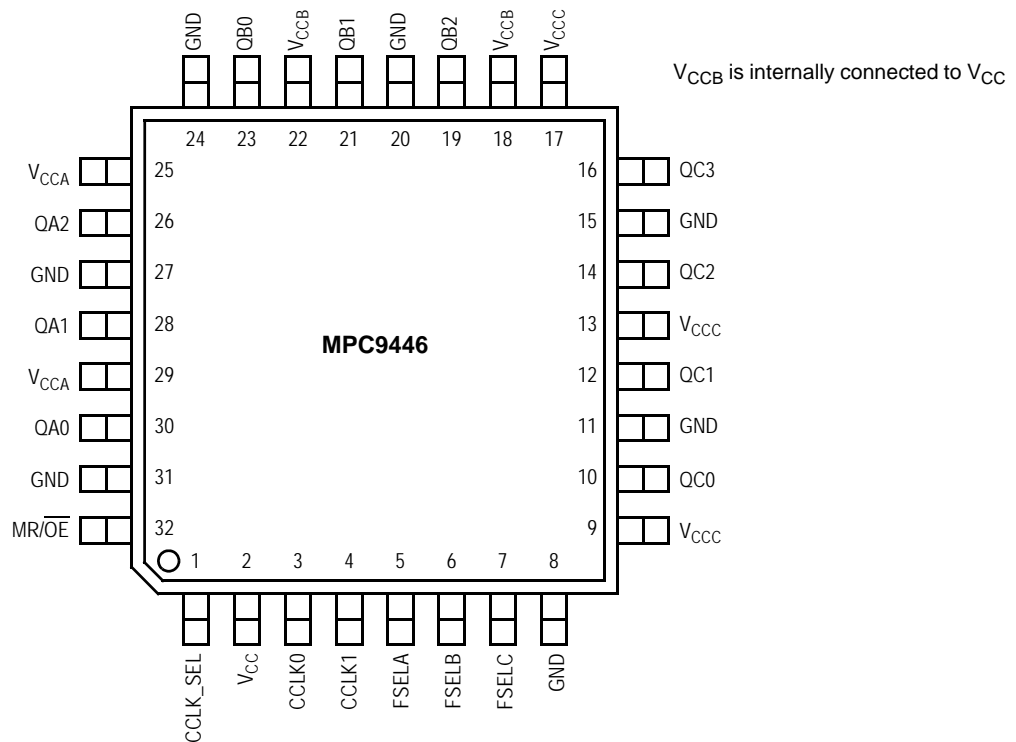 GND QB0 VCCB QB1 GND QB2 VCCB VCCC
VCCB is internally connected to VCC
24 23 22 21 20 19 18 17
VCCA 25 16 QC3
QA2 26 15 GND
GND 27 14 QC2
QA1 28 13 VCCC
MPC9446
VCCA 29 12 QC1
QA0 30 11 GND
GND 31 10 QC0
MR/OE 32 9 VCCC
1 2 3 4 5 6 7 8
CCLK_SEL VCC CCLK0 CCLK1 FSELA FSELB FSELC GND